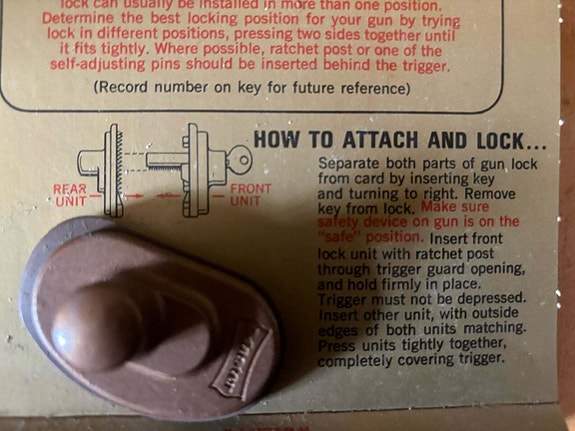 lock can usually be installed in more than one position.
Determine the best locking position for your gun by trying
lock in different positions, pressing two sides together until
it fits tightly. Where possible, ratchet post or one of the
self-adjusting pins should be inserted behind the trigger.
(Record number on key for future reference)
HOW TO ATTACH AND LOCK...
REAR
UNIT
FRONT
UNIT
Separate both parts of gun lock
from card by inserting key
and turning to right. Remove
key from lock. Make sure
safety device on gun is on the
"safe" position. Insert front
lock unit with ratchet post
through trigger guard opening,
and hold firmly in place.
Trigger must not be depressed.
Insert other unit, with outside
edges of both units matching.
Press units tightly together,
completely covering trigger.
Master